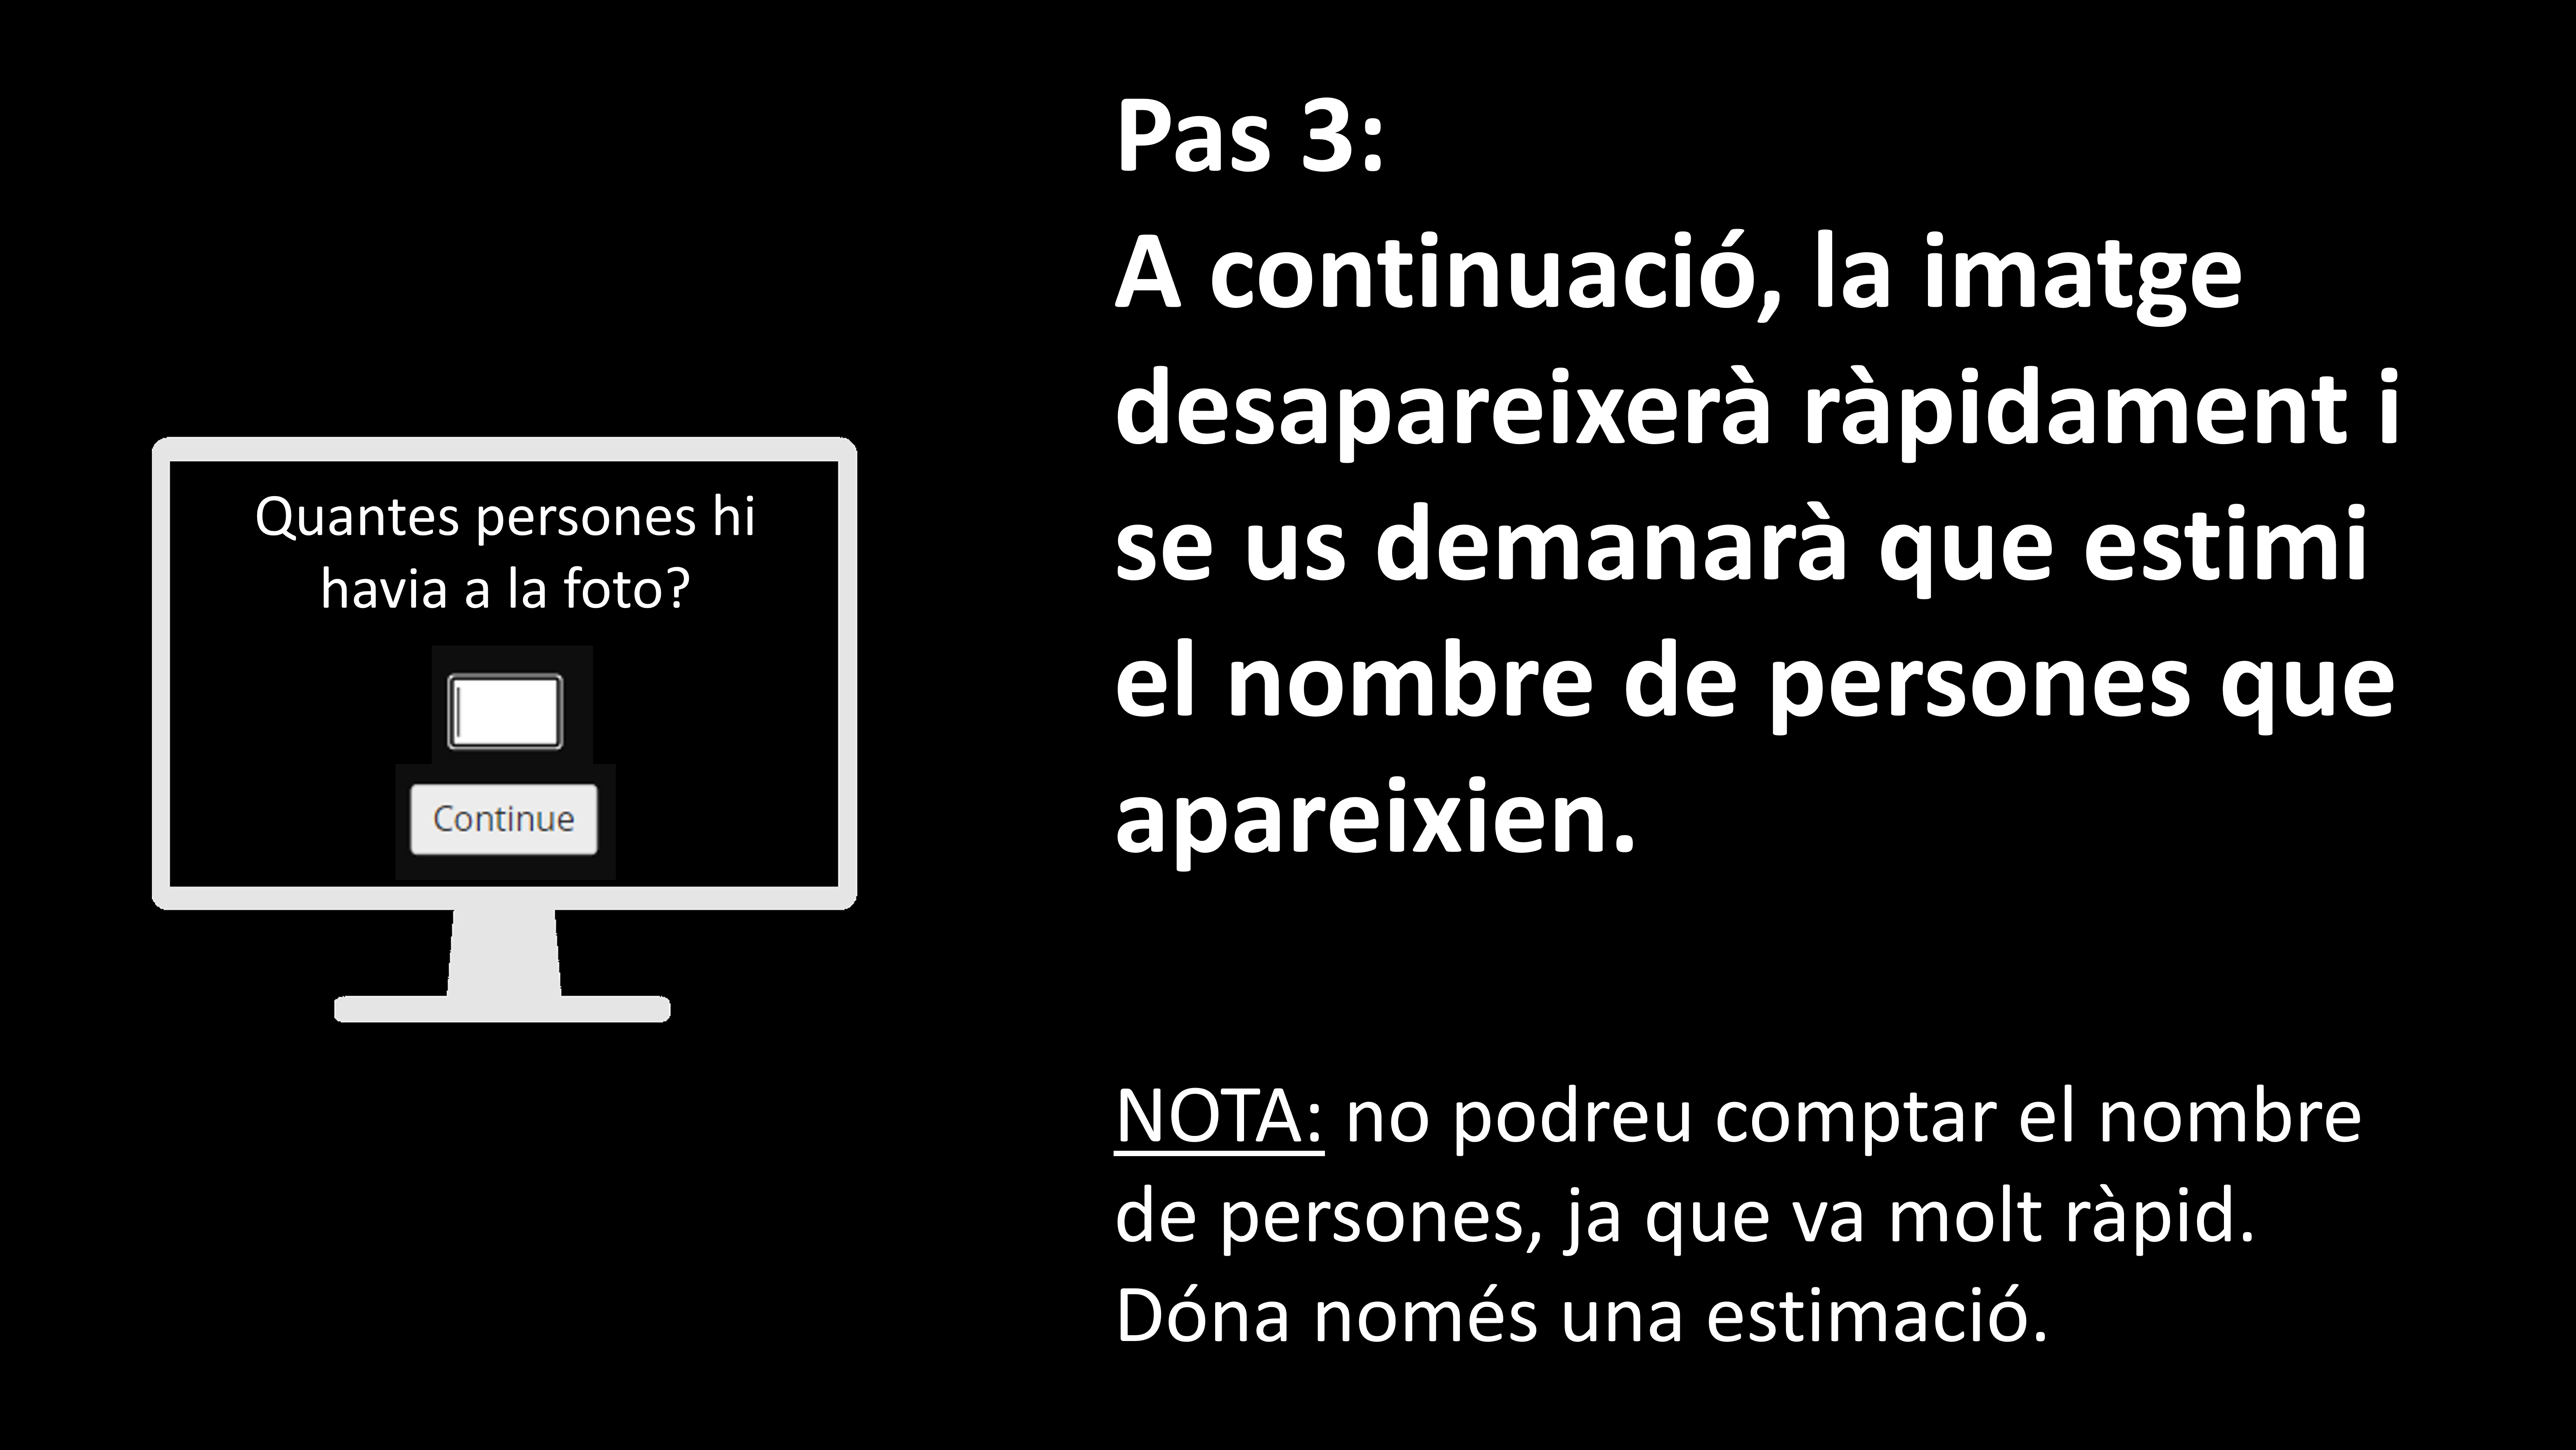 Quantes persones hi
havia a la foto?
Continue
Pas 3:
A continuació, la imatge
desapareixerà ràpidament i
se us demanarà que estimi
el nombre de persones que
apareixien.
NOTA: no podreu comptar el nombre
de persones, ja que va molt ràpid.
Dóna només una estimació.